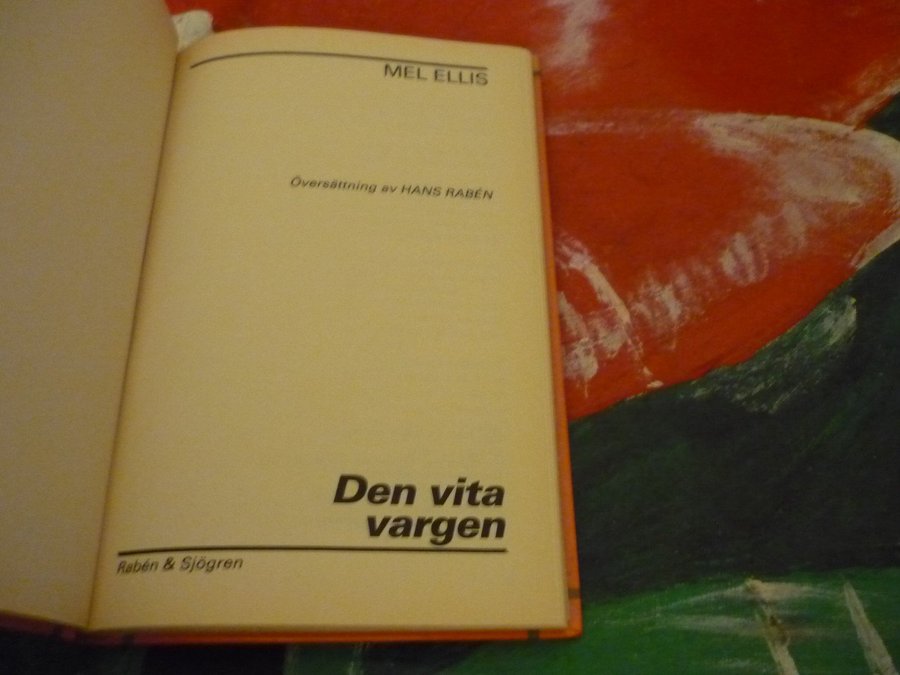 MEL ELLIS
Översättning av HANS RABÉN
Den vita
vargen
Rabén & Sjögren